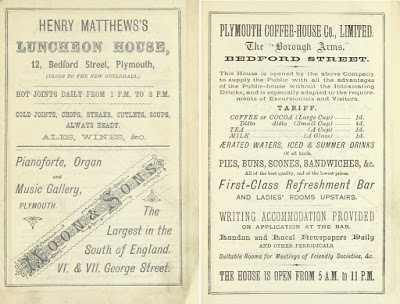 HENRY MATTHEWS'S
LUNCHEON HOUSE,
12, Bedford Street, Plymouth,
(CLOSE TO THE NEW GUILDHALL.)
HOT JOINTS DAILY FROM 1 P.M. TO 3 P.M.
COLD JOINTS, CHOPS, STEAKS, CUTLETS, SOUPS,
ALWAYS READY.
ALES, WINES, &c.
Pianoforte, Organ
and
Music Gallery,
PLYMOUTH.
MOON & SONS
The
Largest in the
South of England.
VI. & VII. George Street.
PLYMOUTH COFFEE-HOUSE Co., LIMITED.
The "Borough Arms,"
BEDFORD STREET.
This House is opened by the above Company
to supply the Public with all the advantages
of the Public-house without the Intoxicating
Drinks, and is especially adapted to the require-
ments of Excursionists and Visitors.
TARIFF.
COFFEE or COCOA (Large Cup) ... 1d.
Ditto ditto (Small Cup) ... ½d.
TEA ... (A Cup) ... 1d.
MILK ... (A Glass) ... 1d.
AERATED WATERS, ICED & SUMMER DRINKS
Of all kinds.
PIES, BUNS, SCONES, SANDWICHES, &c.
All of the best quality, and at the lowest prices.
First-Class Refreshment Bar
AND LADIES' ROOMS UPSTAIRS.
WRITING ACCOMMODATION PROVIDED
ON APPLICATION AT THE BAR.
London and Local Newspapers Daily
AND OTHER PERIODICALS.
Suitable Rooms for Meetings of Friendly Societies, &c.
THE HOUSE IS OPEN FROM 5 A.M. TO 11 P.M.